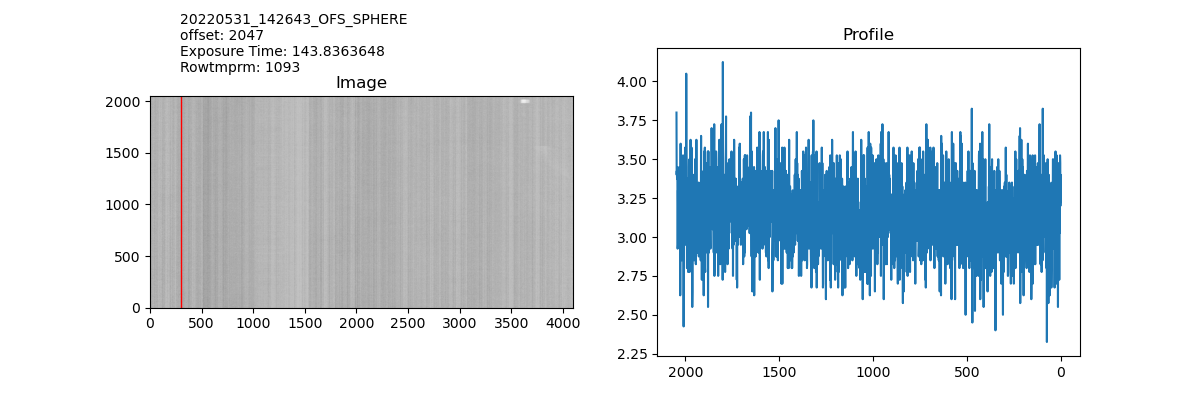 20220531_142643_OFS_SPHERE
offset: 2047
Exposure Time: 143.8363648
Rowtmprm: 1093
Image
2000
1500
1000
500
0
0 500 1000 1500 2000 2500 3000 3500 4000
Profile
4.00
3.75
3.50
3.25
3.00
2.75
2.50
2.25
2000 1500 1000 500 0